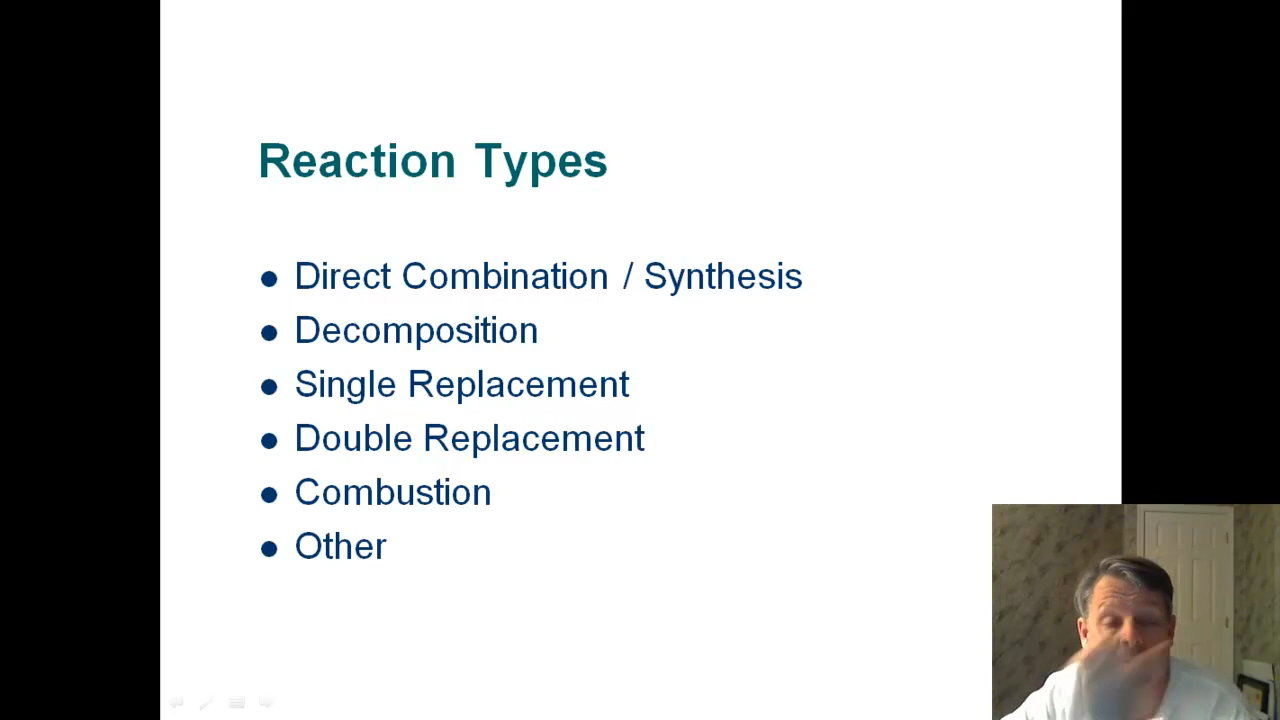 Reaction Types
● Direct Combination / Synthesis
● Decomposition
● Single Replacement
● Double Replacement
● Combustion
● Other